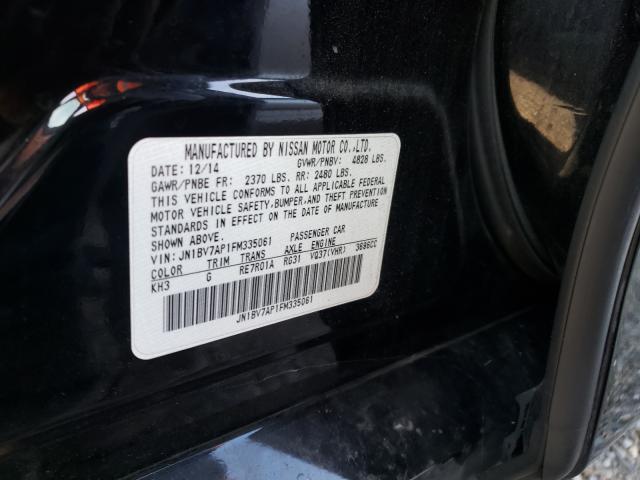 MANUFACTURED BY NISSAN MOTOR CO.,LTD.
DATE: 12/14 GVWR/PNBV: 4828 LBS.
GAWR/PNBE FR: 2370 LBS. RR: 2480 LBS.
THIS VEHICLE CONFORMS TO ALL APPLICABLE FEDERAL
MOTOR VEHICLE SAFETY,BUMPER,AND THEFT PREVENTION
STANDARDS IN EFFECT ON THE DATE OF MANUFACTURE
SHOWN ABOVE.
VIN: JN1BV7AP1FM335061 PASSENGER CAR
COLOR TRIM TRANS AXLE ENGINE
KH3 G RE7R01A RG31 VQ37(VHR) 3696CC
JN1BV7AP1FM335061